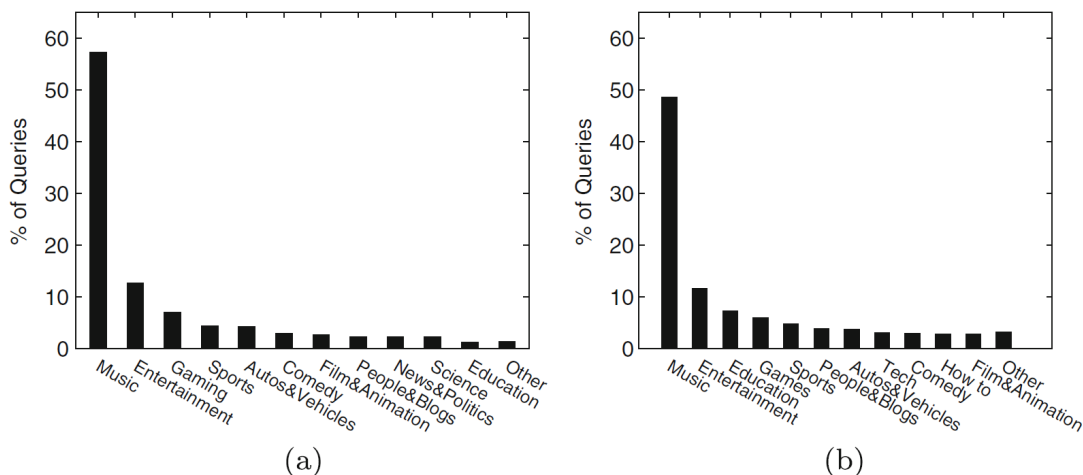 60
50
40
30
20
10
0
% of Queries
Music
Entertainment
Gaming
Sports
Autos&Vehicles
Comedy
Film&Animation
People&Blogs
News&Politics
Science
Education
Other
(a)
60
50
40
30
20
10
0
% of Queries
Music
Entertainment
Education
Games
Sports
People&Blogs
Autos&Vehicles
Tech
Comedy
How to
Film&Animation
Other
(b)